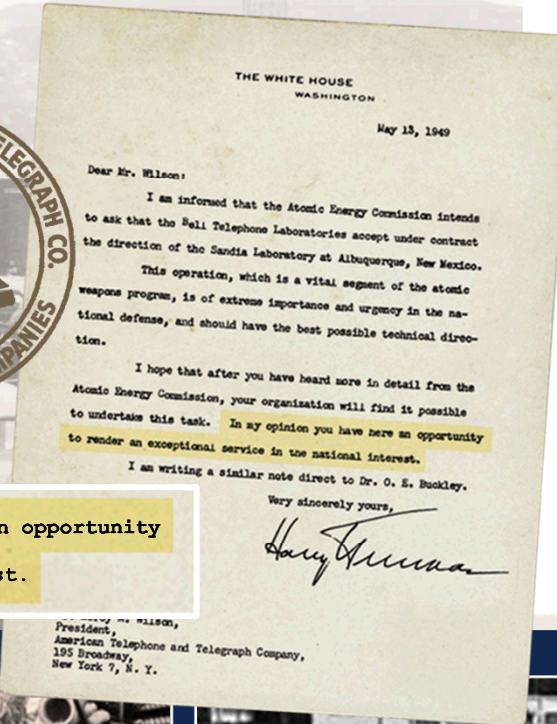 TELEGRAPH CO.
PANIES
THE WHITE HOUSE
WASHINGTON
May 13, 1949
Dear Mr. Wilson:
I am informed that the Atomic Energy Commission intends
to ask that the Bell Telephone Laboratories accept under contract
the direction of the Sandia Laboratory at Albuquerque, New Mexico.
This operation, which is a vital segment of the atomic
weapons program, is of extreme importance and urgency in the na-
tional defense, and should have the best possible technical direc-
tion.
I hope that after you have heard more in detail from the
Atomic Energy Commission, your organization will find it possible
to undertake this task. In my opinion you have here an opportunity
to render an exceptional service in the national interest.
I am writing a similar note direct to Dr. O. E. Buckley.
Very sincerely yours,
Harry Truman
n opportunity
st.
Wilson,
President,
American Telephone and Telegraph Company,
195 Broadway,
New York 7, N. Y.